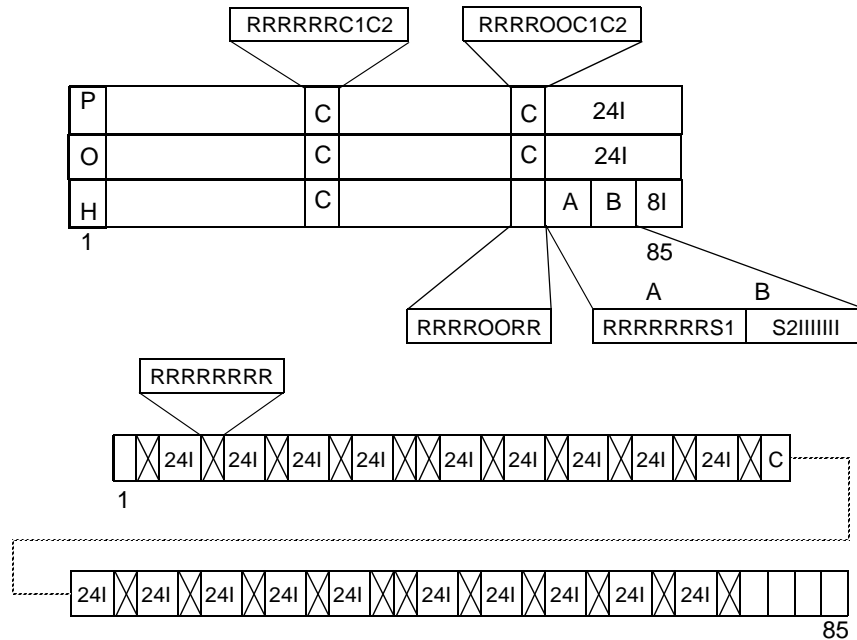 RRRRRRC1C2 RRRROOC1C2
P C C 24I
O C C 24I
H C A B 8I
1 85
A B
RRRROORR RRRRRRRS1 S2IIIIIII
RRRRRRRR
24I 24I 24I 24I 24I 24I 24I 24I 24I C
1
24I 24I 24I 24I 24I 24I 24I 24I 24I 24I
85